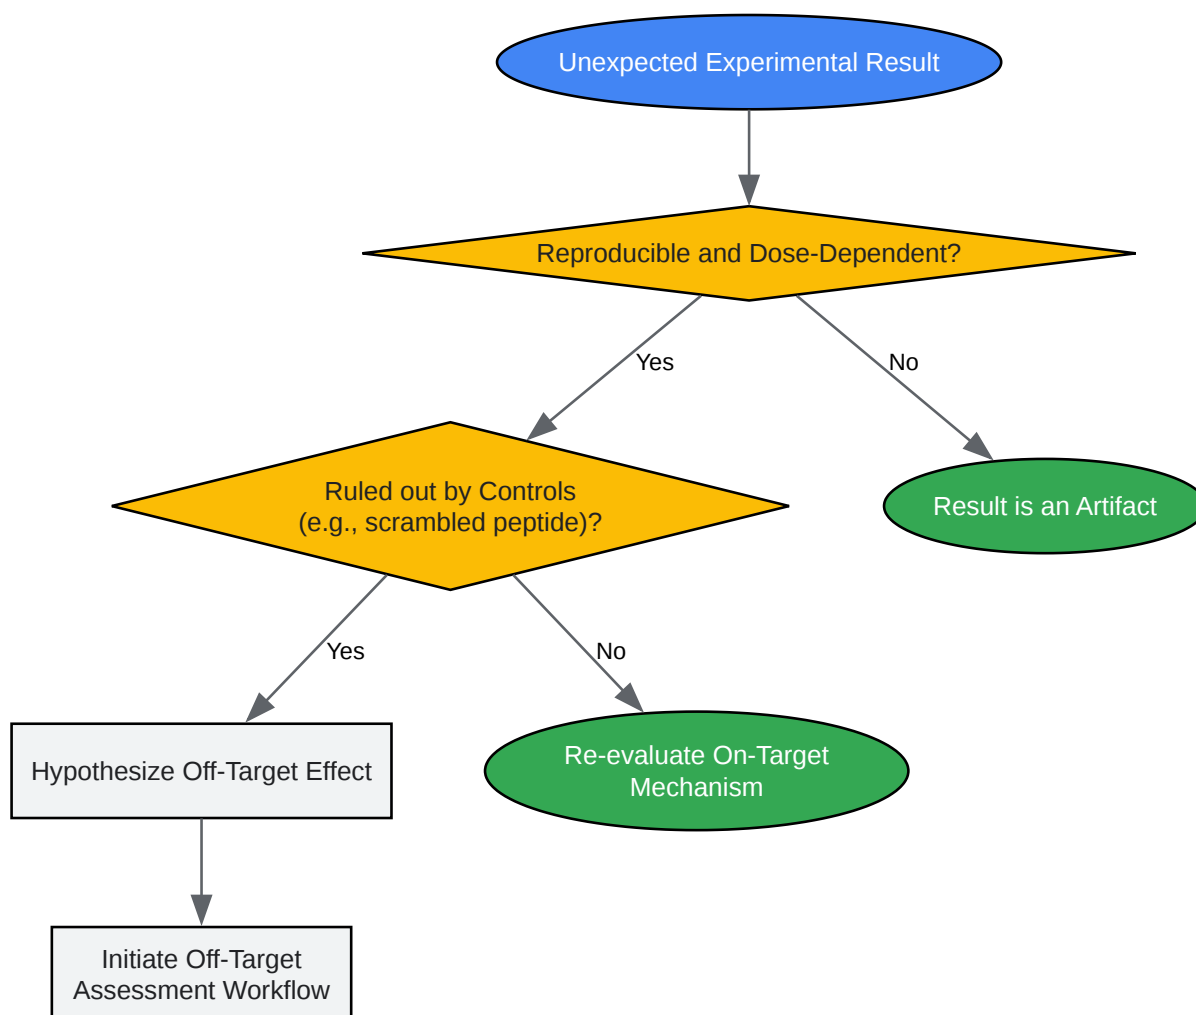 Unexpected Experimental Result
Reproducible and Dose-Dependent?
Yes
No
Ruled out by Controls
(e.g., scrambled peptide)?
Result is an Artifact
Yes
No
Hypothesize Off-Target Effect
Re-evaluate On-Target
Mechanism
Initiate Off-Target
Assessment Workflow